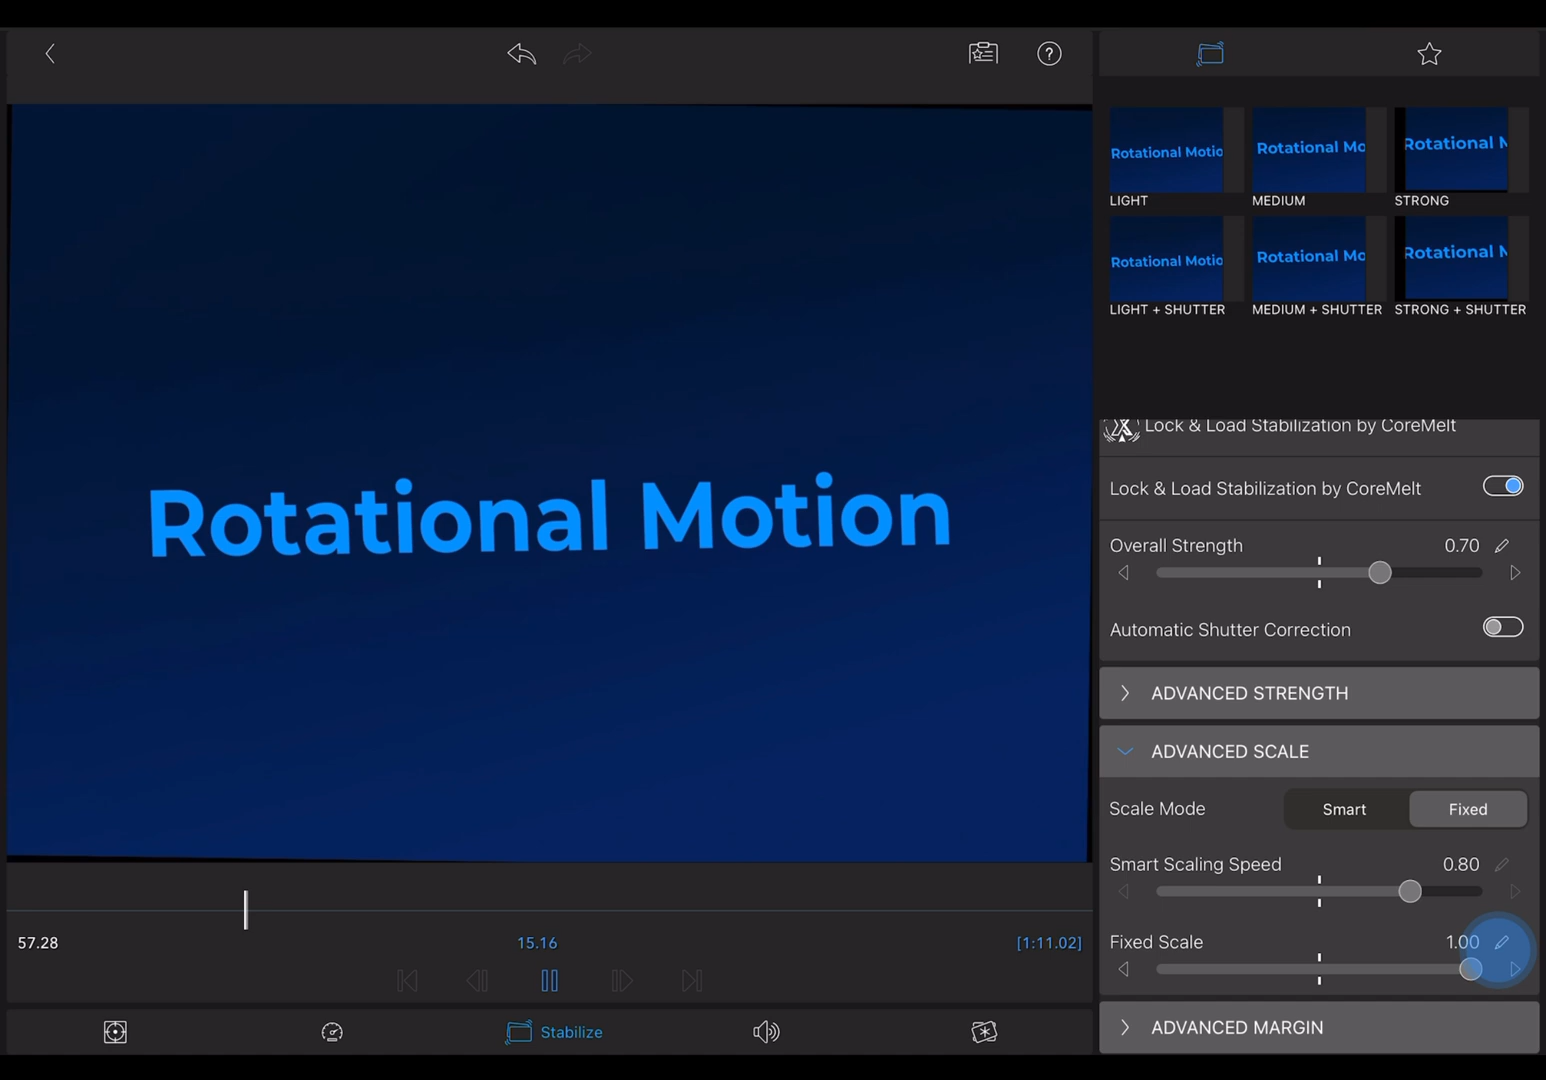 Rotational Motio
Rotational Mo
Rotational M
LIGHT
MEDIUM
STRONG
Rotational Motio
Rotational Mo
Rotational M
LIGHT + SHUTTER
MEDIUM + SHUTTER
STRONG + SHUTTER
Rotational Motion
Lock & Load Stabilization by CoreMelt
Lock & Load Stabilization by CoreMelt
Overall Strength 0.70
Automatic Shutter Correction
ADVANCED STRENGTH
ADVANCED SCALE
Scale Mode Smart Fixed
Smart Scaling Speed 0.80
Fixed Scale 1.00
ADVANCED MARGIN
57.28
15.16
[1:11.02]
Stabilize